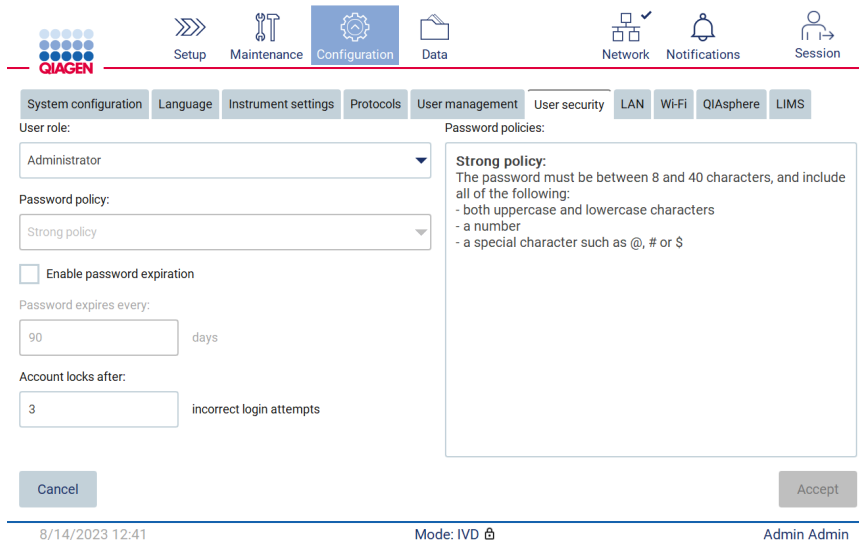 QIAGEN
Setup
Maintenance
Configuration
Data
Network
Notifications
Session
System configuration
Language
Instrument settings
Protocols
User management
User security
LAN
Wi-Fi
QIAsphere
LIMS
User role:
Administrator
Password policy:
Strong policy
Enable password expiration
Password expires every:
90 days
Account locks after:
3 incorrect login attempts
Password policies:
Strong policy:
The password must be between 8 and 40 characters, and include
all of the following:
- both uppercase and lowercase characters
- a number
- a special character such as @, # or $
Cancel
Accept
8/14/2023 12:41
Mode: IVD
Admin Admin